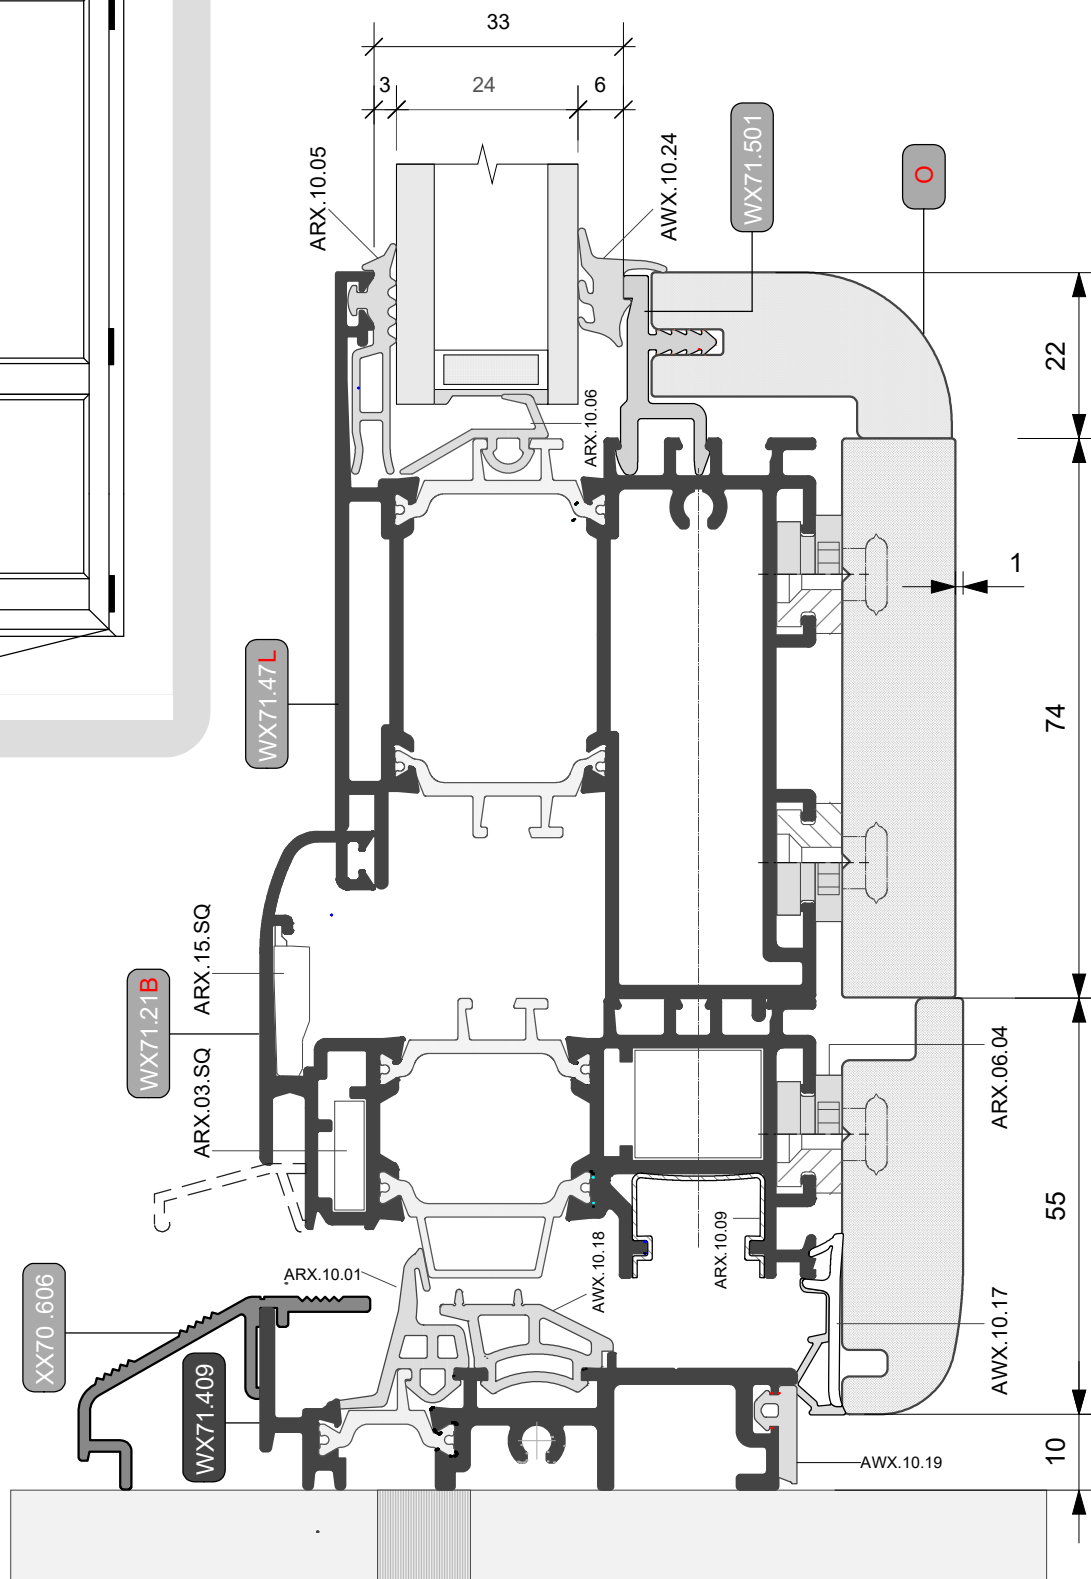 33
3
24
6
ARX.10.05
AWX.10.24
WX71.501
O
22
ARX.10.06
1
WX71.47L
74
ARX.15.SQ
WX71.21B
ARX.03.SQ
ARX.06.04
55
ARX.10.09
AWX.10.18
ARX.10.01
XX70 .606
AWX.10.17
WX71.409
10
AWX.10.19